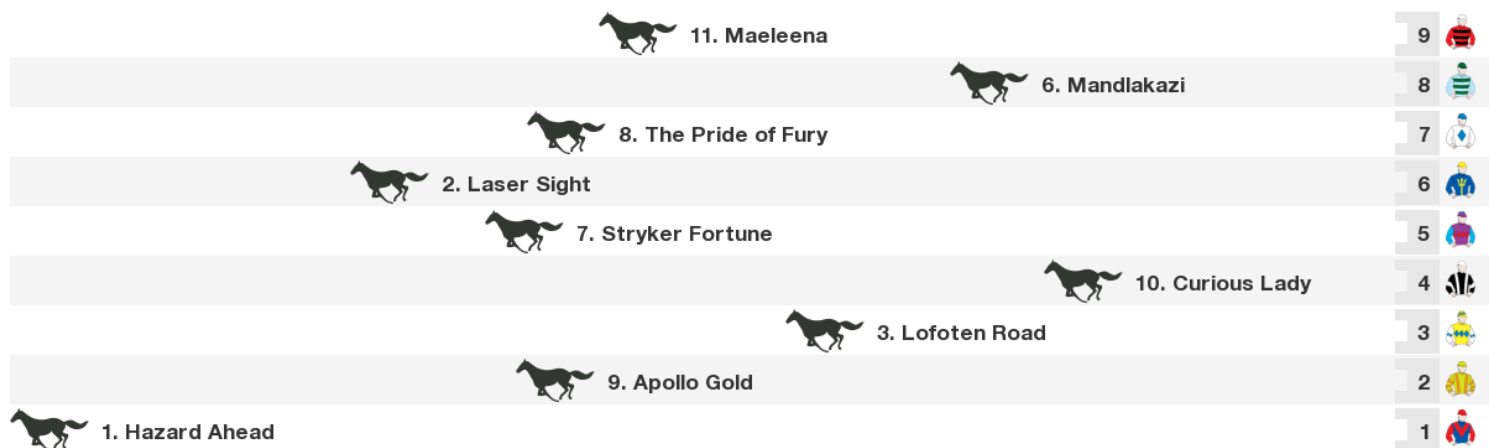 11. Maeleena 9
6. Mandlakazi 8
8. The Pride of Fury 7
2. Laser Sight 6
7. Stryker Fortune 5
10. Curious Lady 4
3. Lofoten Road 3
9. Apollo Gold 2
1. Hazard Ahead 1